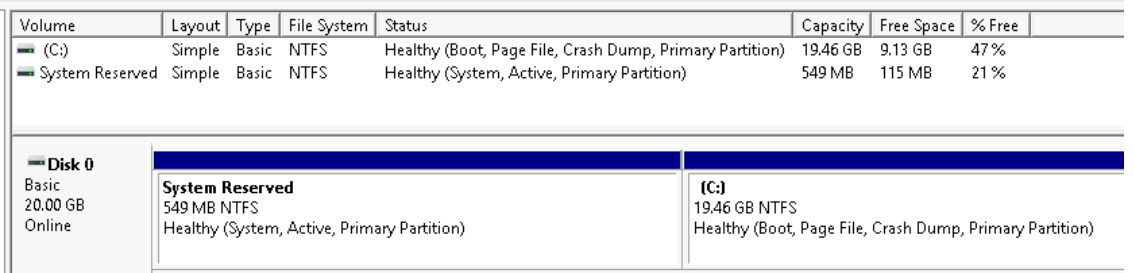 Volume Layout Type File System Status Capacity Free Space % Free
(C:) Simple Basic NTFS Healthy (Boot, Page File, Crash Dump, Primary Partition) 19.46 GB 9.13 GB 47 %
System Reserved Simple Basic NTFS Healthy (System, Active, Primary Partition) 549 MB 115 MB 21 %
Disk 0
Basic
20.00 GB
Online
System Reserved
549 MB NTFS
Healthy (System, Active, Primary Partition)
(C:)
19.46 GB NTFS
Healthy (Boot, Page File, Crash Dump, Primary Partition)